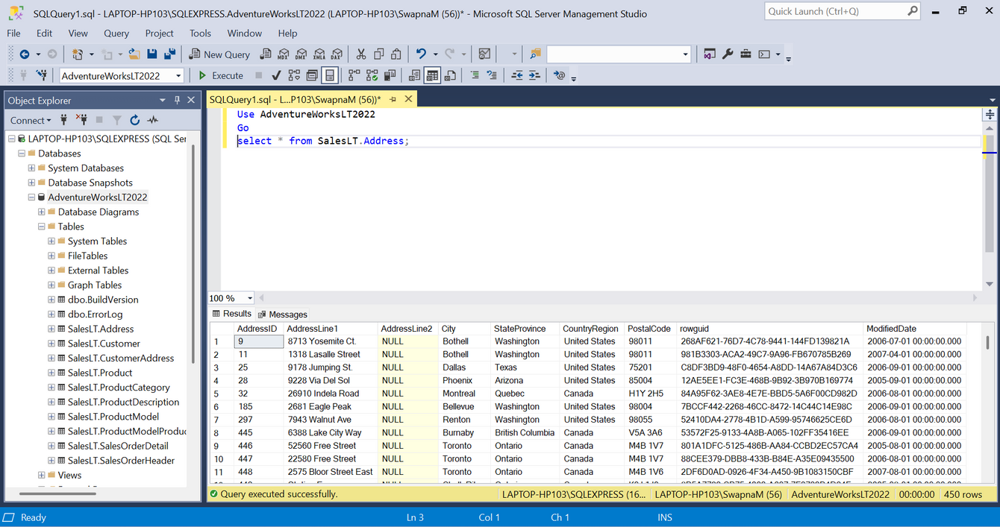 SQLQuery1.sql - LAPTOP-HP103\SQLEXPRESS.AdventureWorksLT2022 (LAPTOP-HP103\SwapnaM (56))* - Microsoft SQL Server Management Studio
Quick Launch (Ctrl+Q)
File Edit View Query Project Tools Window Help
New Query MDX DMX XMLA DAX
AdventureWorksLT2022 Execute
Object Explorer
Connect
LAPTOP-HP103\SQLEXPRESS (SQL Ser
Databases
System Databases
Database Snapshots
AdventureWorksLT2022
Database Diagrams
Tables
System Tables
FileTables
External Tables
Graph Tables
dbo.BuildVersion
dbo.ErrorLog
SalesLT.Address
SalesLT.Customer
SalesLT.CustomerAddress
SalesLT.Product
SalesLT.ProductCategory
SalesLT.ProductDescription
SalesLT.ProductModel
SalesLT.ProductModelProduc
SalesLT.SalesOrderDetail
SalesLT.SalesOrderHeader
Views
SQLQuery1.sql - L...P103\SwapnaM (56))*
Use AdventureWorksLT2022
Go
select * from SalesLT.Address;
100 %
Results Messages
AddressID AddressLine1 AddressLine2 City StateProvince CountryRegion PostalCode rowguid ModifiedDate
1 9 8713 Yosemite Ct. NULL Bothell Washington United States 98011 268AF621-76D7-4C78-9441-144FD139821A 2006-07-01 00:00:00.000
2 11 1318 Lasalle Street NULL Bothell Washington United States 98011 981B3303-ACA2-49C7-9A96-FB670785B269 2007-04-01 00:00:00.000
3 25 9178 Jumping St. NULL Dallas Texas United States 75201 C8DF3BD9-48F0-4654-A8DD-14A67A84D3C6 2006-09-01 00:00:00.000
4 28 9228 Via Del Sol NULL Phoenix Arizona United States 85004 12AE5EE1-FC3E-468B-9B92-3B970B169774 2005-09-01 00:00:00.000
5 32 26910 Indela Road NULL Montreal Quebec Canada H1Y 2H5 84A95F62-3AE8-4E7E-BBD5-5A6F00CD982D 2006-08-01 00:00:00.000
6 185 2681 Eagle Peak NULL Bellevue Washington United States 98004 7BCCF442-2268-46CC-8472-14C44C14E98C 2006-09-01 00:00:00.000
7 297 7943 Walnut Ave NULL Renton Washington United States 98055 52410DA4-2778-4B1D-A599-95746625CE6D 2006-08-01 00:00:00.000
8 445 6388 Lake City Way NULL Burnaby British Columbia Canada V5A 3A6 53572F25-9133-4A8B-A065-102FF35416EE 2006-09-01 00:00:00.000
9 446 52560 Free Street NULL Toronto Ontario Canada M4B 1V7 801A1DFC-5125-486B-AA84-CCBD2EC57CA4 2005-08-01 00:00:00.000
10 447 22580 Free Street NULL Toronto Ontario Canada M4B 1V7 88CEE379-DBB8-433B-B84E-A35E09435500 2006-08-01 00:00:00.000
11 448 2575 Bloor Street East NULL Toronto Ontario Canada M4B 1V6 2DF6D0AD-0926-4F34-A450-9B1083150CBF 2007-08-01 00:00:00.000
Query executed successfully. LAPTOP-HP103\SQLEXPRESS (16... LAPTOP-HP103\SwapnaM (56) AdventureWorksLT2022 00:00:00 450 rows
Ready Ln 3 Col 1 Ch 1 INS